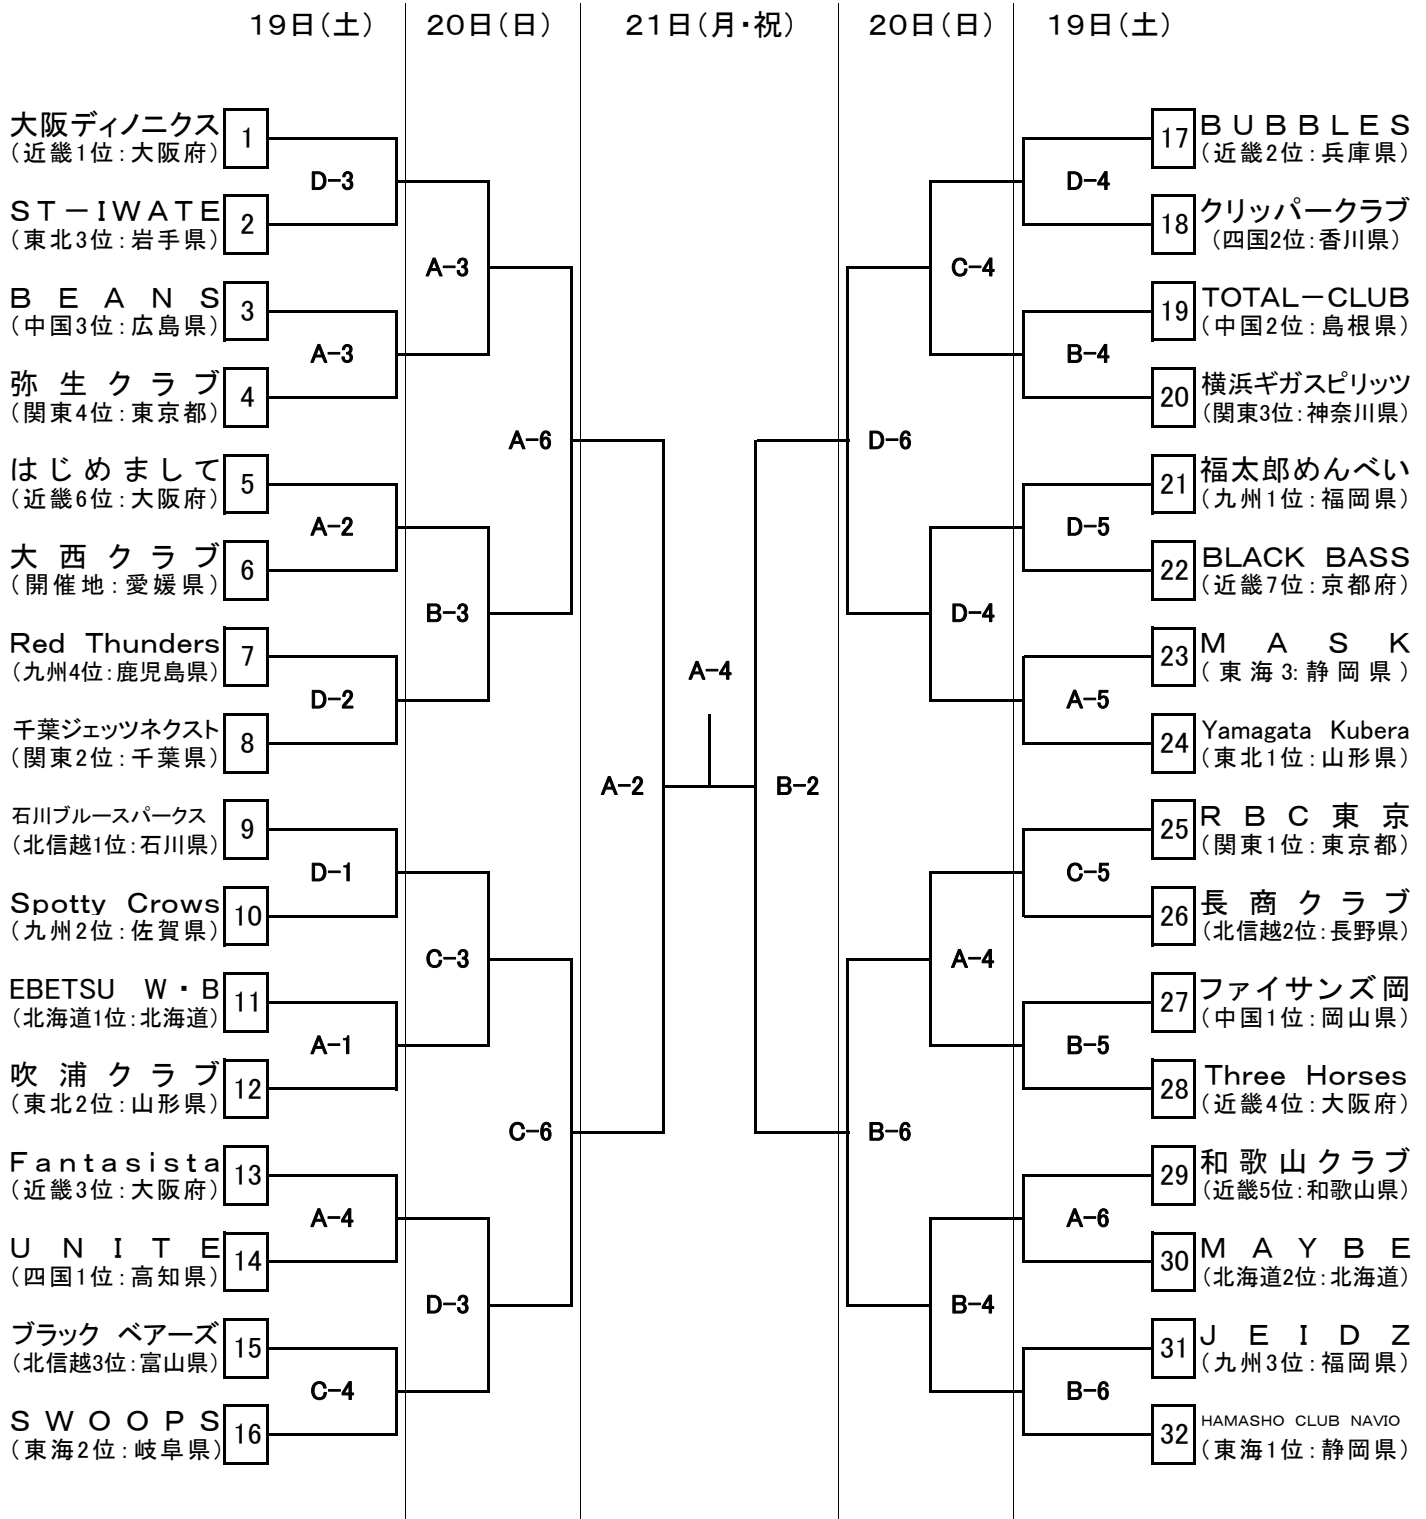 19日(土) 20日(日) 21日(月・祝) 20日(日) 19日(土)
大阪ディノニクス
(近畿1位:大阪府)
1
D-3
ST-IWATE
(東北3位:岩手県)
2
A-3
BEANS
(中国3位:広島県)
3
A-3
弥生クラブ
(関東4位:東京都)
4
A-6
はじめまして
(近畿6位:大阪府)
5
A-2
大西クラブ
(開催地:愛媛県)
6
B-3
Red Thunders
(九州4位:鹿児島県)
7
D-2
千葉ジェッツネクスト
(関東2位:千葉県)
8
A-2
石川ブルースパークス
(北信越1位:石川県)
9
D-1
Spotty Crows
(九州2位:佐賀県)
10
C-3
EBETSU W・B
(北海道1位:北海道)
11
A-1
吹浦クラブ
(東北2位:山形県)
12
C-6
Fantasista
(近畿3位:大阪府)
13
A-4
UNITE
(四国1位:高知県)
14
D-3
ブラック ベアーズ
(北信越3位:富山県)
15
C-4
SWOOPS
(東海2位:岐阜県)
16
A-4
B-2
17
BUBBLES
(近畿2位:兵庫県)
D-4
18
クリッパークラブ
(四国2位:香川県)
C-4
19
TOTAL-CLUB
(中国2位:島根県)
B-4
20
横浜ギガスピリッツ
(関東3位:神奈川県)
D-6
21
福太郎めんべい
(九州1位:福岡県)
D-5
22
BLACK BASS
(近畿7位:京都府)
D-4
23
MASK
(東海3:静岡県)
A-5
24
Yamagata Kubera
(東北1位:山形県)
25
RBC東京
(関東1位:東京都)
C-5
26
長商クラブ
(北信越2位:長野県)
A-4
27
ファイサンズ岡
(中国1位:岡山県)
B-5
28
Three Horses
(近畿4位:大阪府)
B-6
29
和歌山クラブ
(近畿5位:和歌山県)
A-6
30
MAYBE
(北海道2位:北海道)
B-4
31
JEIDZ
(九州3位:福岡県)
B-6
32
HAMASHO CLUB NAVIO
(東海1位:静岡県)